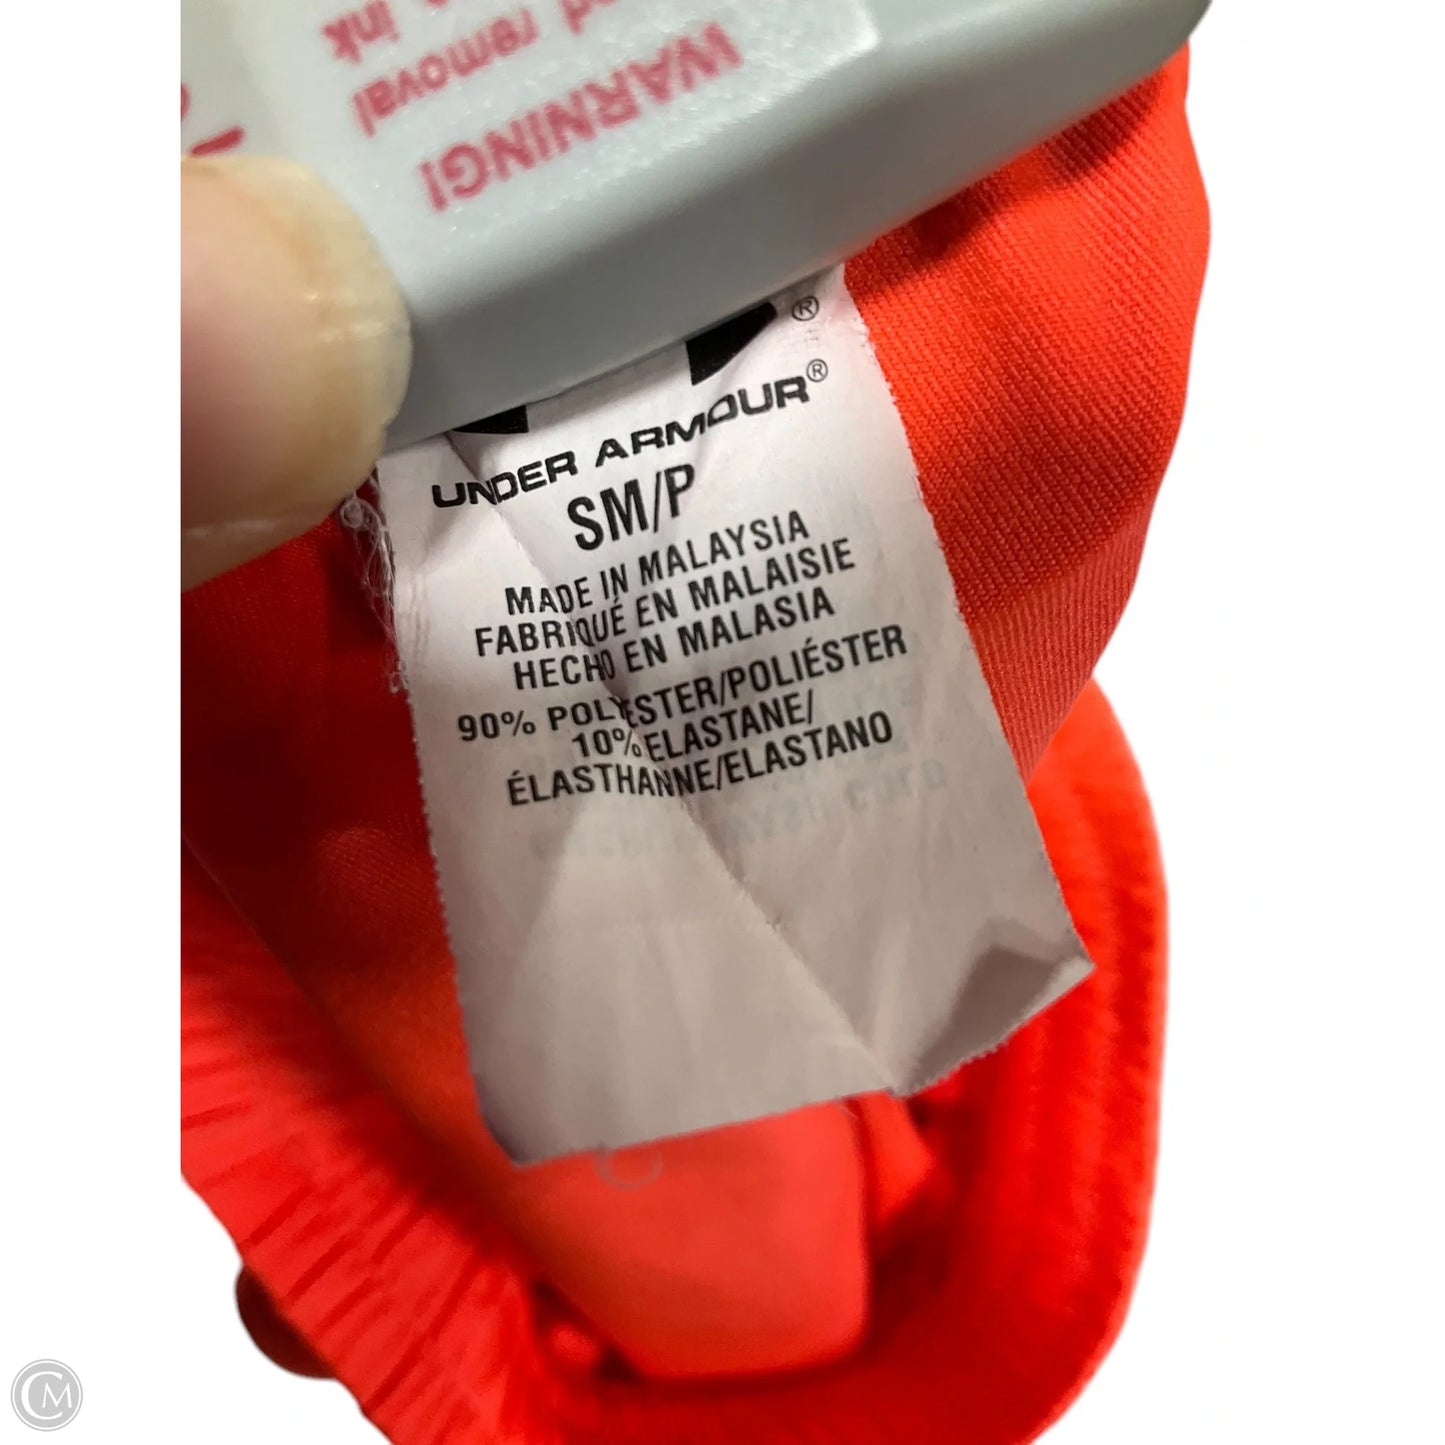 WARNING!
removal
ink
®
UNDER ARMOUR®
SM/P
MADE IN MALAYSIA
FABRIQUÉ EN MALAISIE
HECHO EN MALASIA
90% POLYESTER/POLIÉSTER
10% ELASTANE/
ÉLASTHANNE/ELASTANO
CM